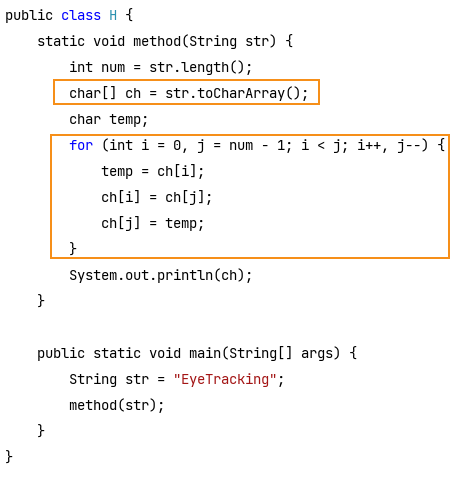 public class H {
    static void method(String str) {
        int num = str.length();
        char[] ch = str.toCharArray();
        char temp;
        for (int i = 0, j = num - 1; i < j; i++, j--) {
            temp = ch[i];
            ch[i] = ch[j];
            ch[j] = temp;
        }
        System.out.println(ch);
    }

    public static void main(String[] args) {
        String str = "EyeTracking";
        method(str);
    }
}